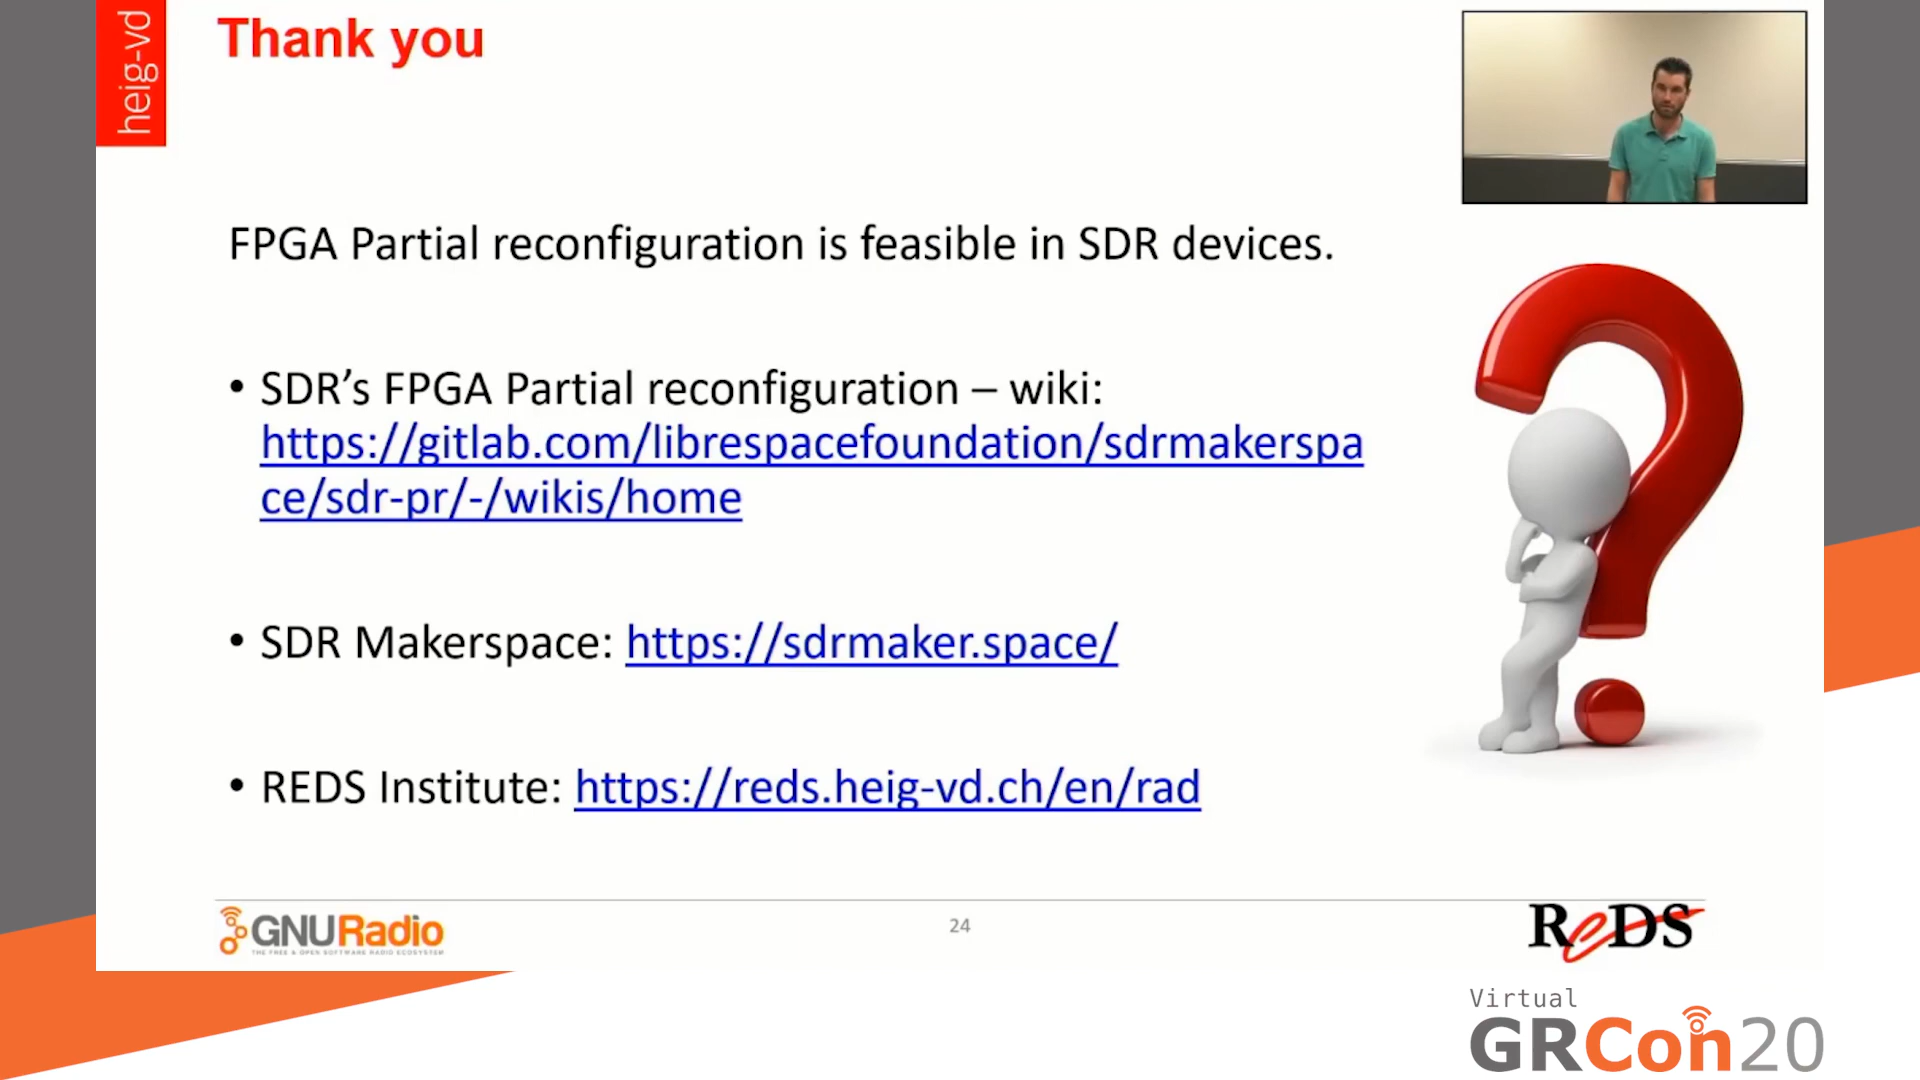 heig-vd
Thank you
FPGA Partial reconfiguration is feasible in SDR devices.
• SDR’s FPGA Partial reconfiguration – wiki:
https://gitlab.com/librespacefoundation/sdrmakerspa
ce/sdr-pr/-/wikis/home
• SDR Makerspace: https://sdrmaker.space/
• REDS Institute: https://reds.heig-vd.ch/en/rad
GNURadio
THE FREE & OPEN SOFTWARE RADIO ECOSYSTEM
24
ReDS
Virtual
GRCon20